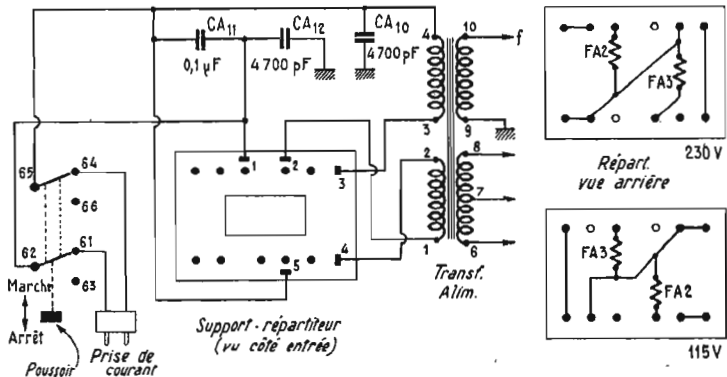 CA11
CA12
CA10
0,1 µF
4700 pF
4700 pF
4
10
f
3
9
2
8
7
1
6
1
2
3
4
5
65
64
66
62
61
63
Marche
Arrêt
Poussoir
Prise de
courant
Support-répartiteur
(vu côté entrée)
Transf.
Alim.
FA2
FA3
Répart.
vue arrière
230 V
FA3
FA2
115 V